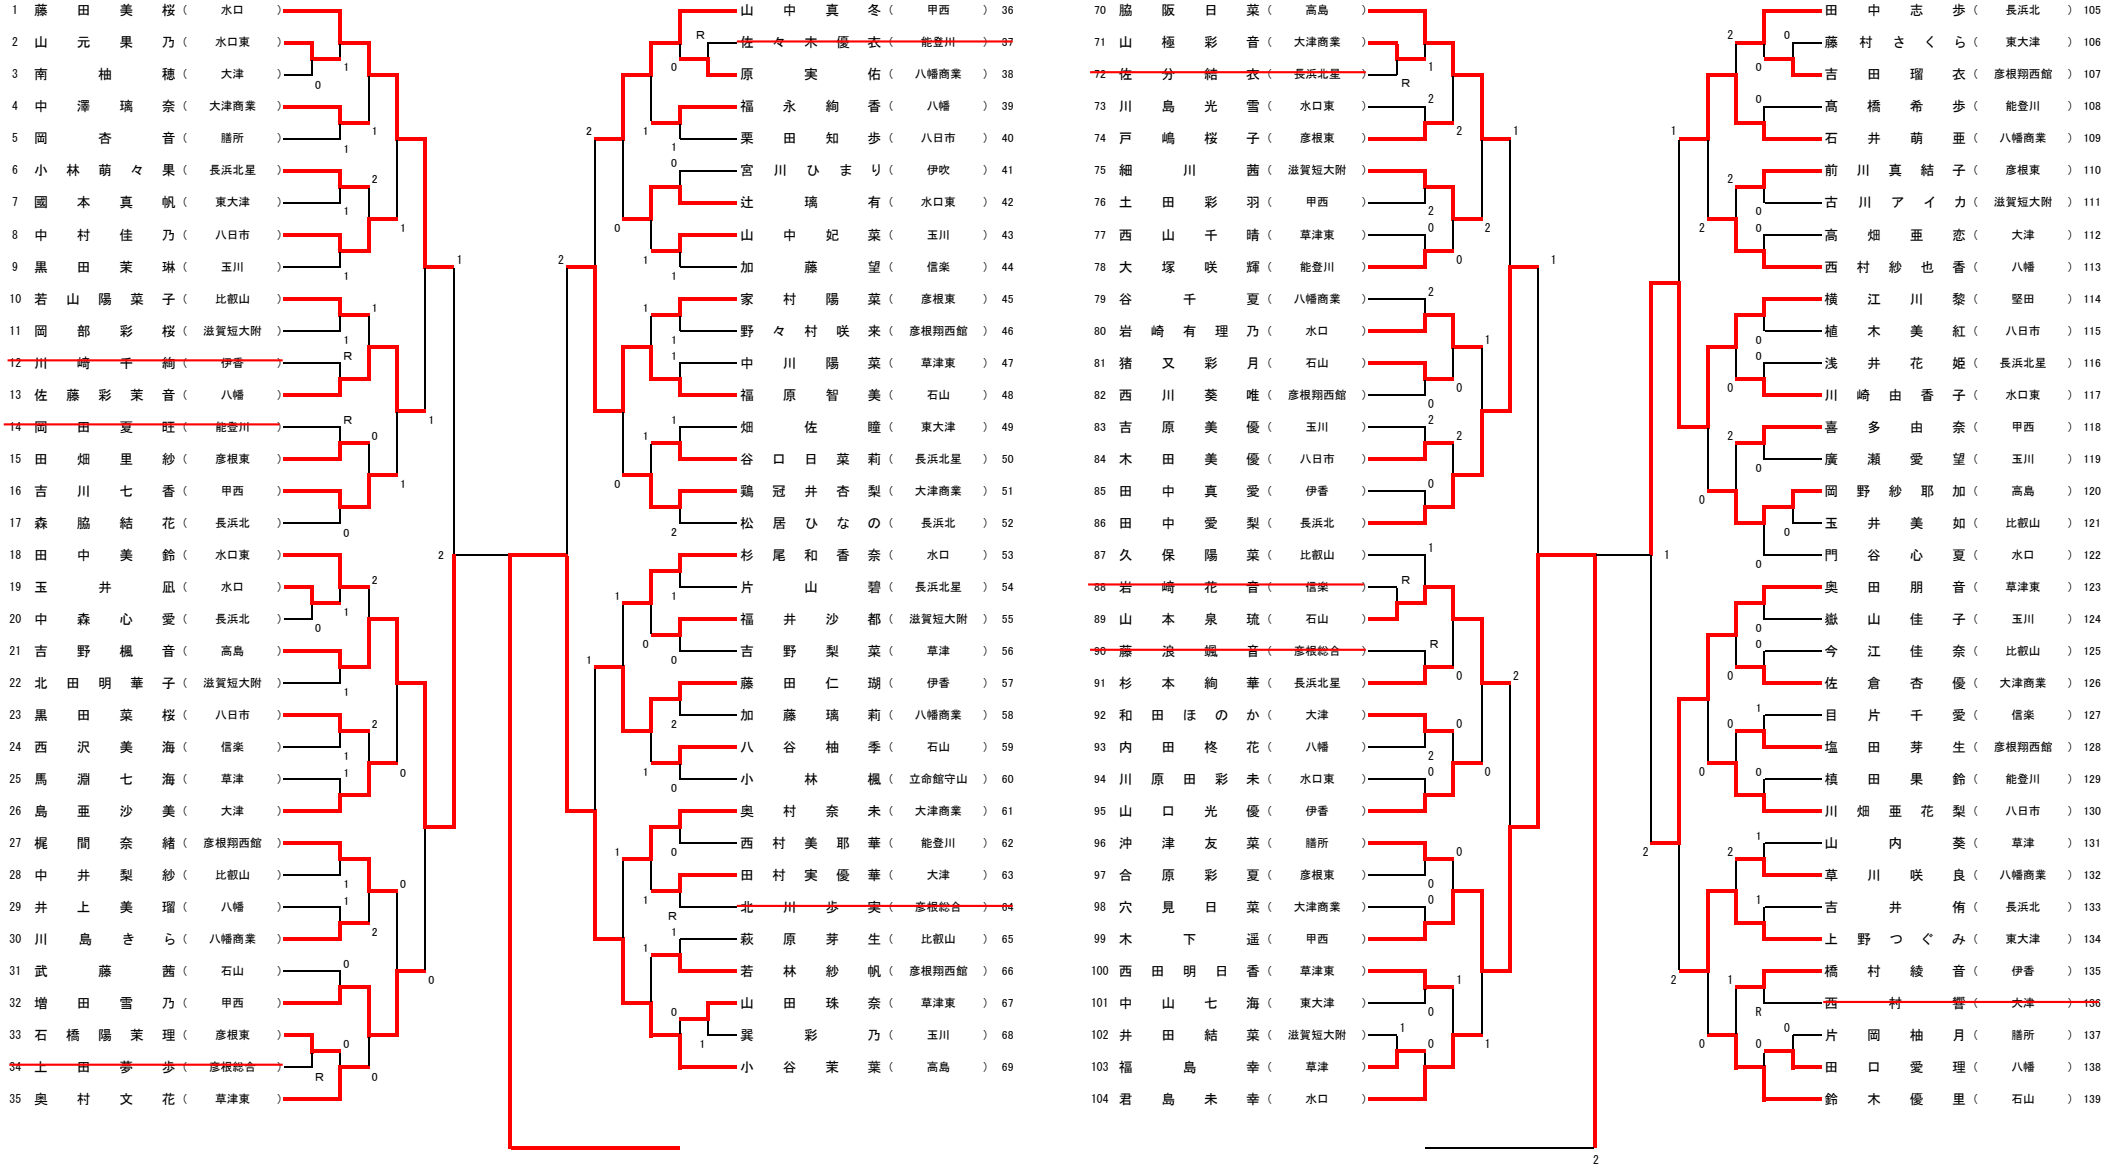 1 藤田美桜（ 水口 ）
2 山元果乃（ 水口東 ）
3 南柚穂（ 大津 ）
4 中澤璃奈（ 大津商業 ）
5 岡杏音（ 膳所 ）
6 小林萌々果（ 長浜北星 ）
7 國本真帆（ 東大津 ）
8 中村佳乃（ 八日市 ）
9 黒田茉琳（ 玉川 ）
10 若山陽菜子（ 比叡山 ）
11 岡部彩桜（ 滋賀短大附 ）
12 川崎千絢（ 伊香 ）
13 佐藤彩茉音（ 八幡 ）
14 岡田夏旺（ 能登川 ）
15 田畑里紗（ 彦根東 ）
16 吉川七香（ 甲西 ）
17 森脇結花（ 長浜北 ）
18 田中美鈴（ 水口東 ）
19 玉井凪（ 水口 ）
20 中森心愛（ 長浜北 ）
21 吉野楓音（ 高島 ）
22 北田明華子（ 滋賀短大附 ）
23 黒田菜桜（ 八日市 ）
24 西沢美海（ 信楽 ）
25 馬淵七海（ 草津 ）
26 島亜沙美（ 大津 ）
27 梶間奈緒（ 彦根翔西館 ）
28 中井梨紗（ 比叡山 ）
29 井上美瑠（ 八幡 ）
30 川島きら（ 八幡商業 ）
31 武藤茜（ 石山 ）
32 増田雪乃（ 甲西 ）
33 石橋陽茉理（ 彦根東 ）
34 上田夢歩（ 彦根総合 ）
35 奥村文花（ 草津東 ）
山中真冬（ 甲西 ） 36
佐々木優衣（ 能登川 ） 37
原実佑（ 八幡商業 ） 38
福永絢香（ 八幡 ） 39
栗田知歩（ 八日市 ） 40
宮川ひまり（ 伊吹 ） 41
辻璃有（ 水口東 ） 42
山中妃菜（ 玉川 ） 43
加藤望（ 信楽 ） 44
家村陽菜（ 彦根東 ） 45
野々村咲来（ 彦根翔西館 ） 46
中川陽菜（ 草津東 ） 47
福原智美（ 石山 ） 48
畑佐瞳（ 東大津 ） 49
谷口日菜莉（ 長浜北星 ） 50
鶏冠井杏梨（ 大津商業 ） 51
松居ひなの（ 長浜北 ） 52
杉尾和香奈（ 水口 ） 53
片山碧（ 長浜北星 ） 54
福井沙都（ 滋賀短大附 ） 55
吉野梨菜（ 草津 ） 56
藤田仁瑚（ 伊香 ） 57
加藤璃莉（ 八幡商業 ） 58
八谷柚季（ 石山 ） 59
小林楓（ 立命館守山 ） 60
奥村奈未（ 大津商業 ） 61
西村美耶華（ 能登川 ） 62
田村実優華（ 大津 ） 63
北川歩実（ 彦根総合 ） 64
萩原芽生（ 比叡山 ） 65
若林紗帆（ 彦根翔西館 ） 66
山田珠奈（ 草津東 ） 67
巽彩乃（ 玉川 ） 68
小谷茉葉（ 高島 ） 69
70 脇阪日菜（ 高島 ）
71 山極彩音（ 大津商業 ）
72 佐分結衣（ 長浜北星 ）
73 川島光雪（ 水口東 ）
74 戸嶋桜子（ 彦根東 ）
75 細川茜（ 滋賀短大附 ）
76 土田彩羽（ 甲西 ）
77 西山千晴（ 草津東 ）
78 大塚咲輝（ 能登川 ）
79 谷千夏（ 八幡商業 ）
80 岩崎有理乃（ 水口 ）
81 猪又彩月（ 石山 ）
82 西川葵唯（ 彦根翔西館 ）
83 吉原美優（ 玉川 ）
84 木田美優（ 八日市 ）
85 田中真愛（ 伊香 ）
86 田中愛梨（ 長浜北 ）
87 久保陽菜（ 比叡山 ）
88 岩崎花音（ 信楽 ）
89 山本泉琉（ 石山 ）
90 藤浪颯音（ 彦根総合 ）
91 杉本絢華（ 長浜北星 ）
92 和田ほのか（ 大津 ）
93 内田柊花（ 八幡 ）
94 川原田彩未（ 水口東 ）
95 山口光優（ 伊香 ）
96 沖津友菜（ 膳所 ）
97 合原彩夏（ 彦根東 ）
98 穴見日菜（ 大津商業 ）
99 木下遥（ 甲西 ）
100 西田明日香（ 草津東 ）
101 中山七海（ 東大津 ）
102 井田結菜（ 滋賀短大附 ）
103 福島幸（ 草津 ）
104 君島未幸（ 水口 ）
田中志歩（ 長浜北 ） 105
藤村さくら（ 東大津 ） 106
吉田瑠衣（ 彦根翔西館 ） 107
髙橋希歩（ 能登川 ） 108
石井萌亜（ 八幡商業 ） 109
前川真結子（ 彦根東 ） 110
古川アイカ（ 滋賀短大附 ） 111
高畑亜恋（ 大津 ） 112
西村紗也香（ 八幡 ） 113
横江川黎（ 堅田 ） 114
植木美紅（ 八日市 ） 115
浅井花姫（ 長浜北星 ） 116
川崎由香子（ 水口東 ） 117
喜多由奈（ 甲西 ） 118
廣瀬愛望（ 玉川 ） 119
岡野紗耶加（ 高島 ） 120
玉井美如（ 比叡山 ） 121
門谷心夏（ 水口 ） 122
奥田朋音（ 草津東 ） 123
嶽山佳子（ 玉川 ） 124
今江佳奈（ 比叡山 ） 125
佐倉杏優（ 大津商業 ） 126
目片千愛（ 信楽 ） 127
塩田芽生（ 彦根翔西館 ） 128
槙田果鈴（ 能登川 ） 129
川畑亜花梨（ 八日市 ） 130
山内葵（ 草津 ） 131
草川咲良（ 八幡商業 ） 132
吉井侑（ 長浜北 ） 133
上野つぐみ（ 東大津 ） 134
橋村綾音（ 伊香 ） 135
西村響（ 大津 ） 136
片岡柚月（ 膳所 ） 137
田口愛理（ 八幡 ） 138
鈴木優里（ 石山 ） 139